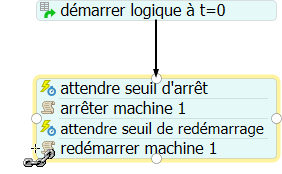 démarrer logique à t=0
attendre seuil d'arrêt
arrêter machine 1
attendre seuil de redémarrage
redémarrer machine 1